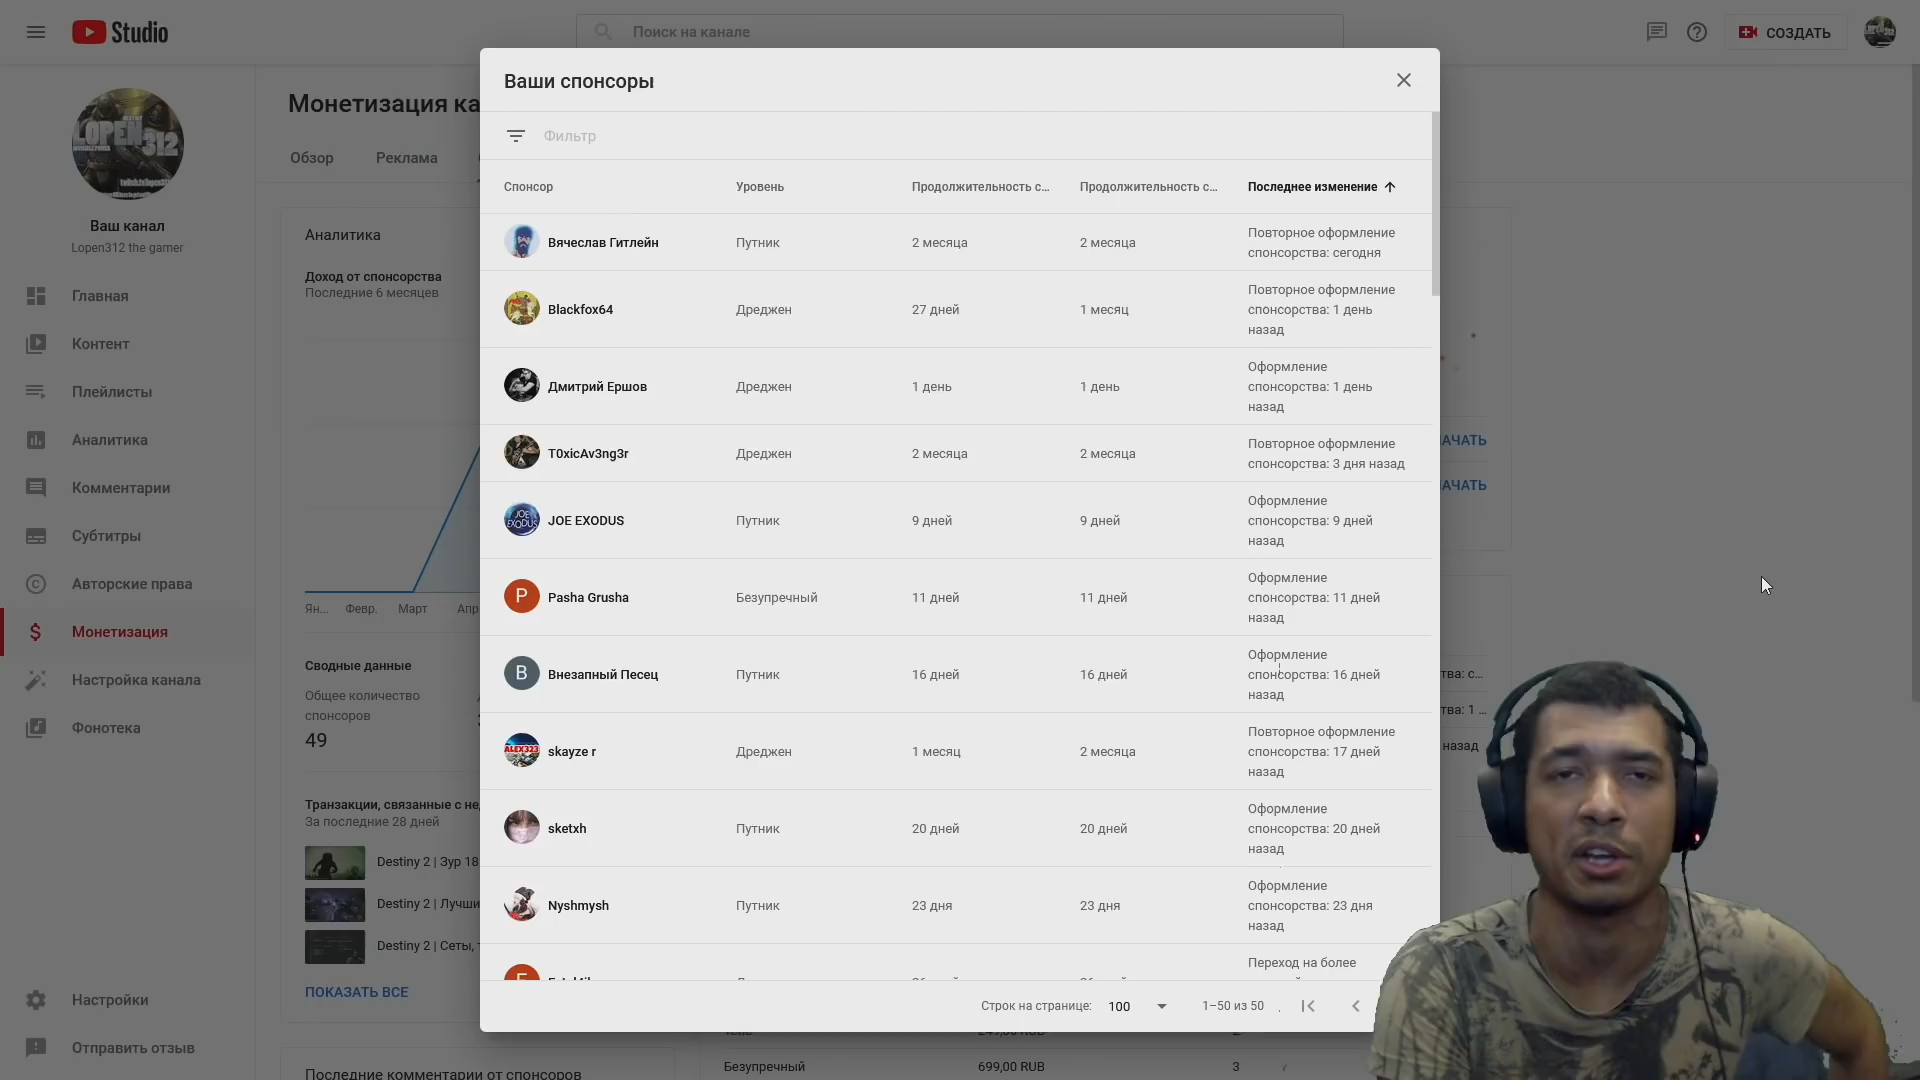 Studio
Поиск на канале
СОЗДАТЬ
LOPEN 312
Ваш канал
Lopen312 the gamer
Главная
Контент
Плейлисты
Аналитика
Комментарии
Субтитры
Авторские права
Монетизация
Настройка канала
Фонотека
Настройки
Отправить отзыв
Монетизация ка
Обзор
Реклама
Аналитика
Доход от спонсорства
Последние 6 месяцев
Ян...
Февр.
Март
Апр
Сводные данные
Общее количество
спонсоров
49
Транзакции, связанные с не
За последние 28 дней
Destiny 2 | Зур 18
Destiny 2 | Лучши
Destiny 2 | Сеты,
ПОКАЗАТЬ ВСЕ
Последние комментарии от спонсоров
Ваши спонсоры
Фильтр
Спонсор Уровень Продолжительность с... Продолжительность с... Последнее изменение
Вячеслав Гитлейн Путник 2 месяца 2 месяца Повторное оформление
спонсорства: сегодня
Blackfox64 Дреджен 27 дней 1 месяц Повторное оформление
спонсорства: 1 день
назад
Дмитрий Ершов Дреджен 1 день 1 день Оформление
спонсорства: 1 день
назад
T0xicAv3ng3r Дреджен 2 месяца 2 месяца Повторное оформление
спонсорства: 3 дня назад
JOE EXODUS Путник 9 дней 9 дней Оформление
спонсорства: 9 дней
назад
P Pasha Grusha Безупречный 11 дней 11 дней Оформление
спонсорства: 11 дней
назад
В Внезапный Песец Путник 16 дней 16 дней Оформление
спонсорства: 16 дней
назад
ALEX323 skayze r Дреджен 1 месяц 2 месяца Повторное оформление
спонсорства: 17 дней
назад
sketxh Путник 20 дней 20 дней Оформление
спонсорства: 20 дней
назад
Nyshmysh Путник 23 дня 23 дня Оформление
спонсорства: 23 дня
назад
Переход на более
Строк на странице: 100 1–50 из 50
Безупречный 699,00 RUB 3
АЧАТЬ
АЧАТЬ
тва: с...
тва: 1 ...
назад